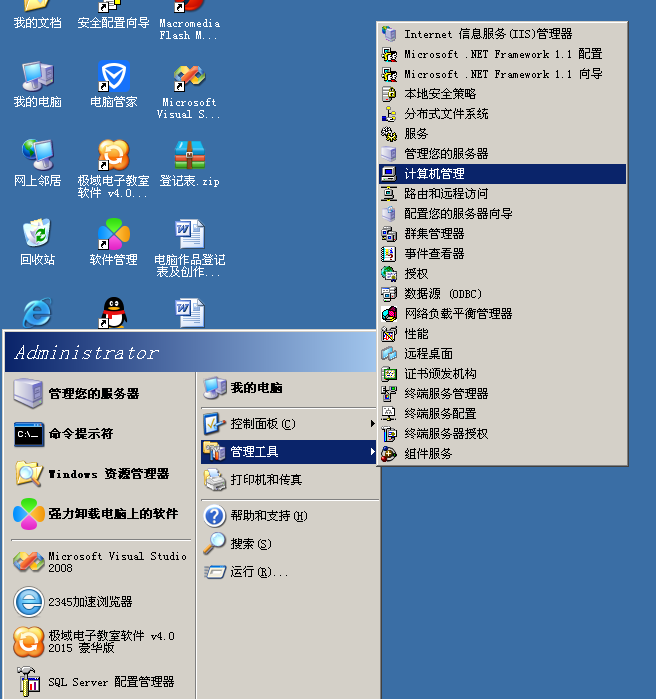 我的文档
安全配置向导
Macromedia
Flash M...
我的电脑
电脑管家
Microsoft
Visual S...
网上邻居
极域电子教室
软件 v4.0...
登记表.zip
回收站
软件管理
电脑作品登记
表及创作...
Administrator
管理您的服务器
命令提示符
C:\_
Windows 资源管理器
强力卸载电脑上的软件
Microsoft Visual Studio
2008
2345加速浏览器
极域电子教室软件 v4.0
2015 豪华版
SQL Server 配置管理器
我的电脑
控制面板(C)
管理工具
打印机和传真
帮助和支持(H)
搜索(S)
运行(R)...
Internet 信息服务(IIS)管理器
Microsoft .NET Framework 1.1 配置
Microsoft .NET Framework 1.1 向导
本地安全策略
分布式文件系统
服务
管理您的服务器
计算机管理
路由和远程访问
配置您的服务器向导
群集管理器
事件查看器
授权
数据源 (ODBC)
网络负载平衡管理器
性能
远程桌面
证书颁发机构
终端服务管理器
终端服务配置
终端服务器授权
组件服务